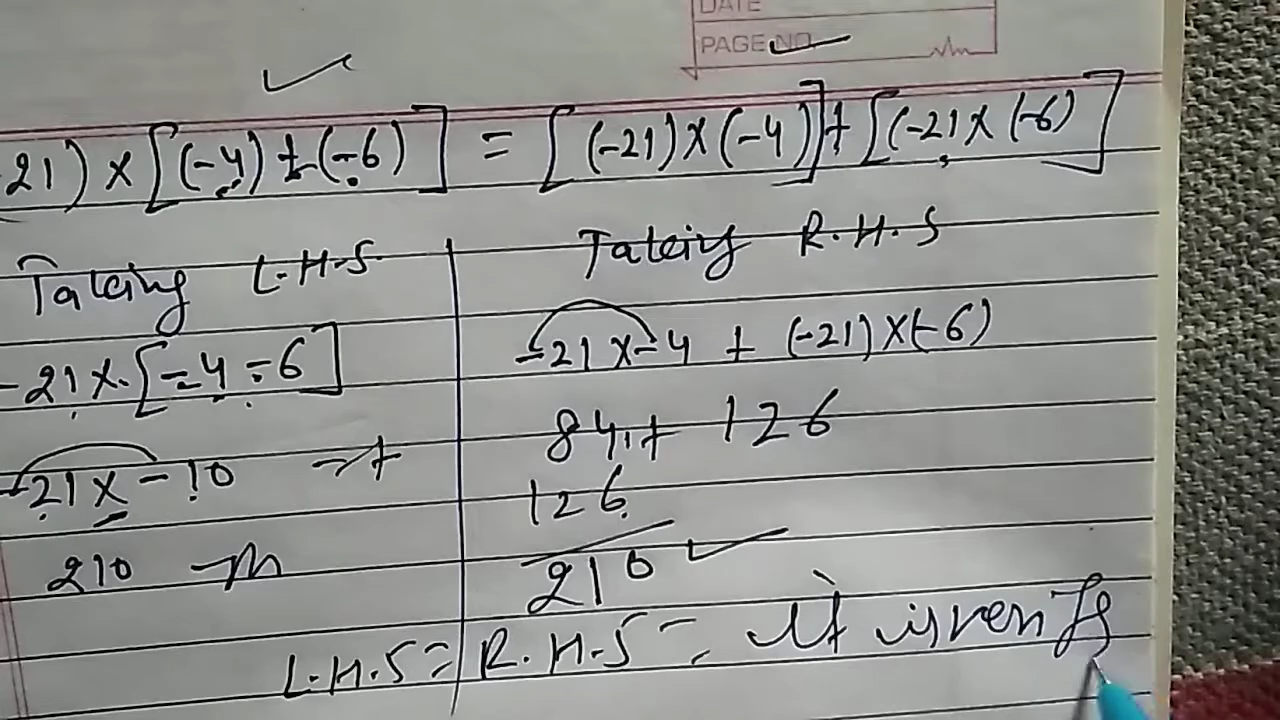 DATE
PAGE NO.
21) × [(-4) + (-6)] = [(-21) × (-4)] + [(-21 × (-6)]
Taking L.H.S.
-21 × [-4 -6]
-21 × -10
210
Taking R.H.S
-21 × -4 + (-21) × (-6)
84 + 126
126
210
L.H.S = R.H.S = It is verify